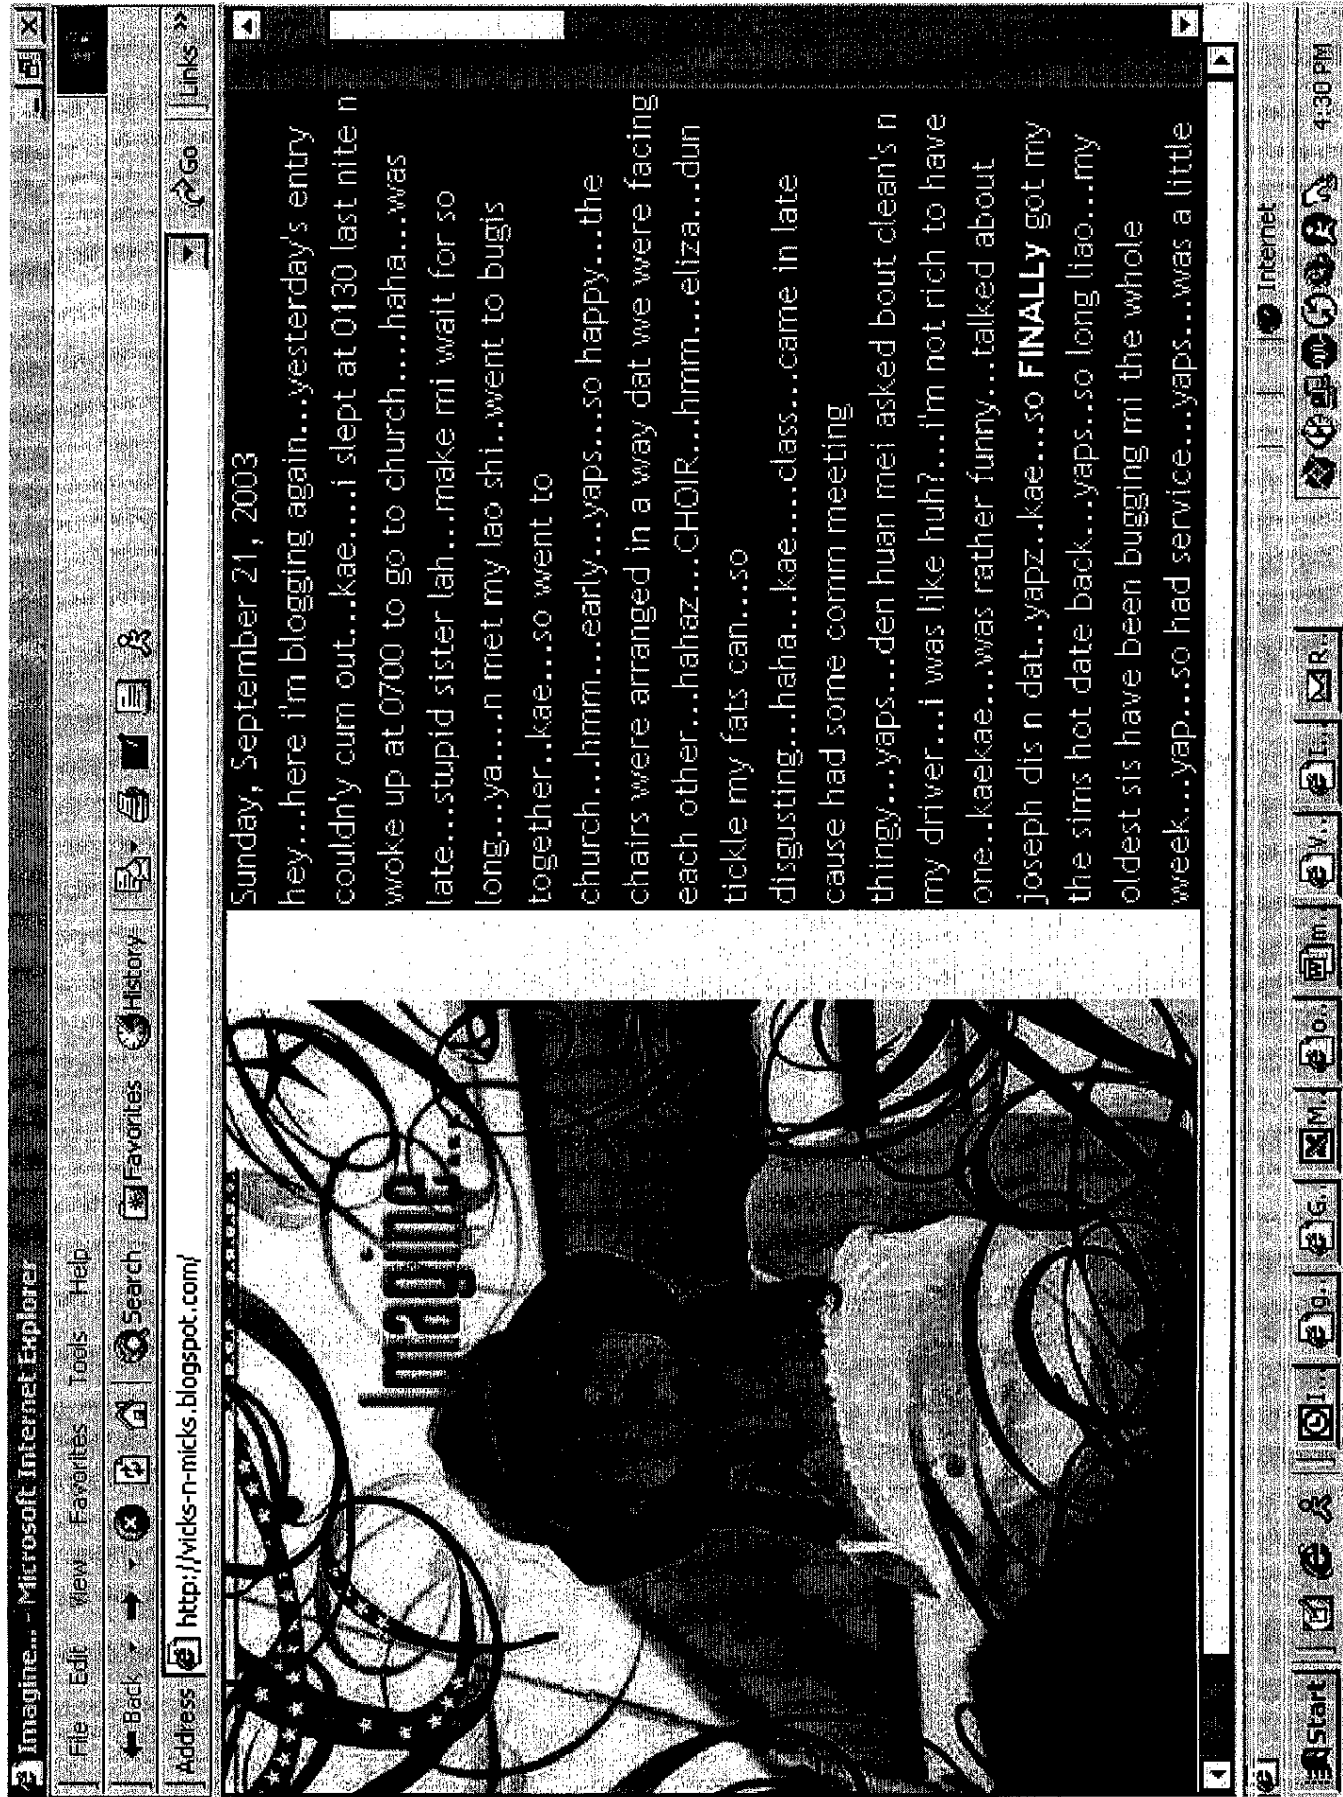 Imagine... - Microsoft Internet Explorer
File Edit View Favorites Tools Help
Back Search Favorites History
Address http://vicks-n-micks.blogspot.com/ Go Links »
Imagine...
Sunday, September 21, 2003
hey...here i'm blogging again...yesterday's entry
couldn'y cum out...kae....i slept at 0130 last nite n
woke up at 0700 to go to church....haha...was
late...stupid sister lah...make mi wait for so
long...ya....n met my lao shi..went to bugis
together..kae...so went to
church...hmm....early...yaps...so happy....the
chairs were arranged in a way dat we were facing
each other...hahaz...CHOIR...hmm....eliza...dun
tickle my fats can...so
disgusting...haha...kae.....class...came in late
cause had some comm meeting
thingy...yaps...den huan mei asked bout clean's n
my driver...i was like huh?...i'm not rich to have
one..kaekae...was rather funny...talked about
joseph dis n dat..yapz..kae...so FINALLy got my
the sims hot date back...yaps..so long liao...my
oldest sis have been bugging mi the whole
week...yap...so had service...yaps...was a little
Internet
Start I... g... G... M... o... m... v... L... R... 4:30 PM